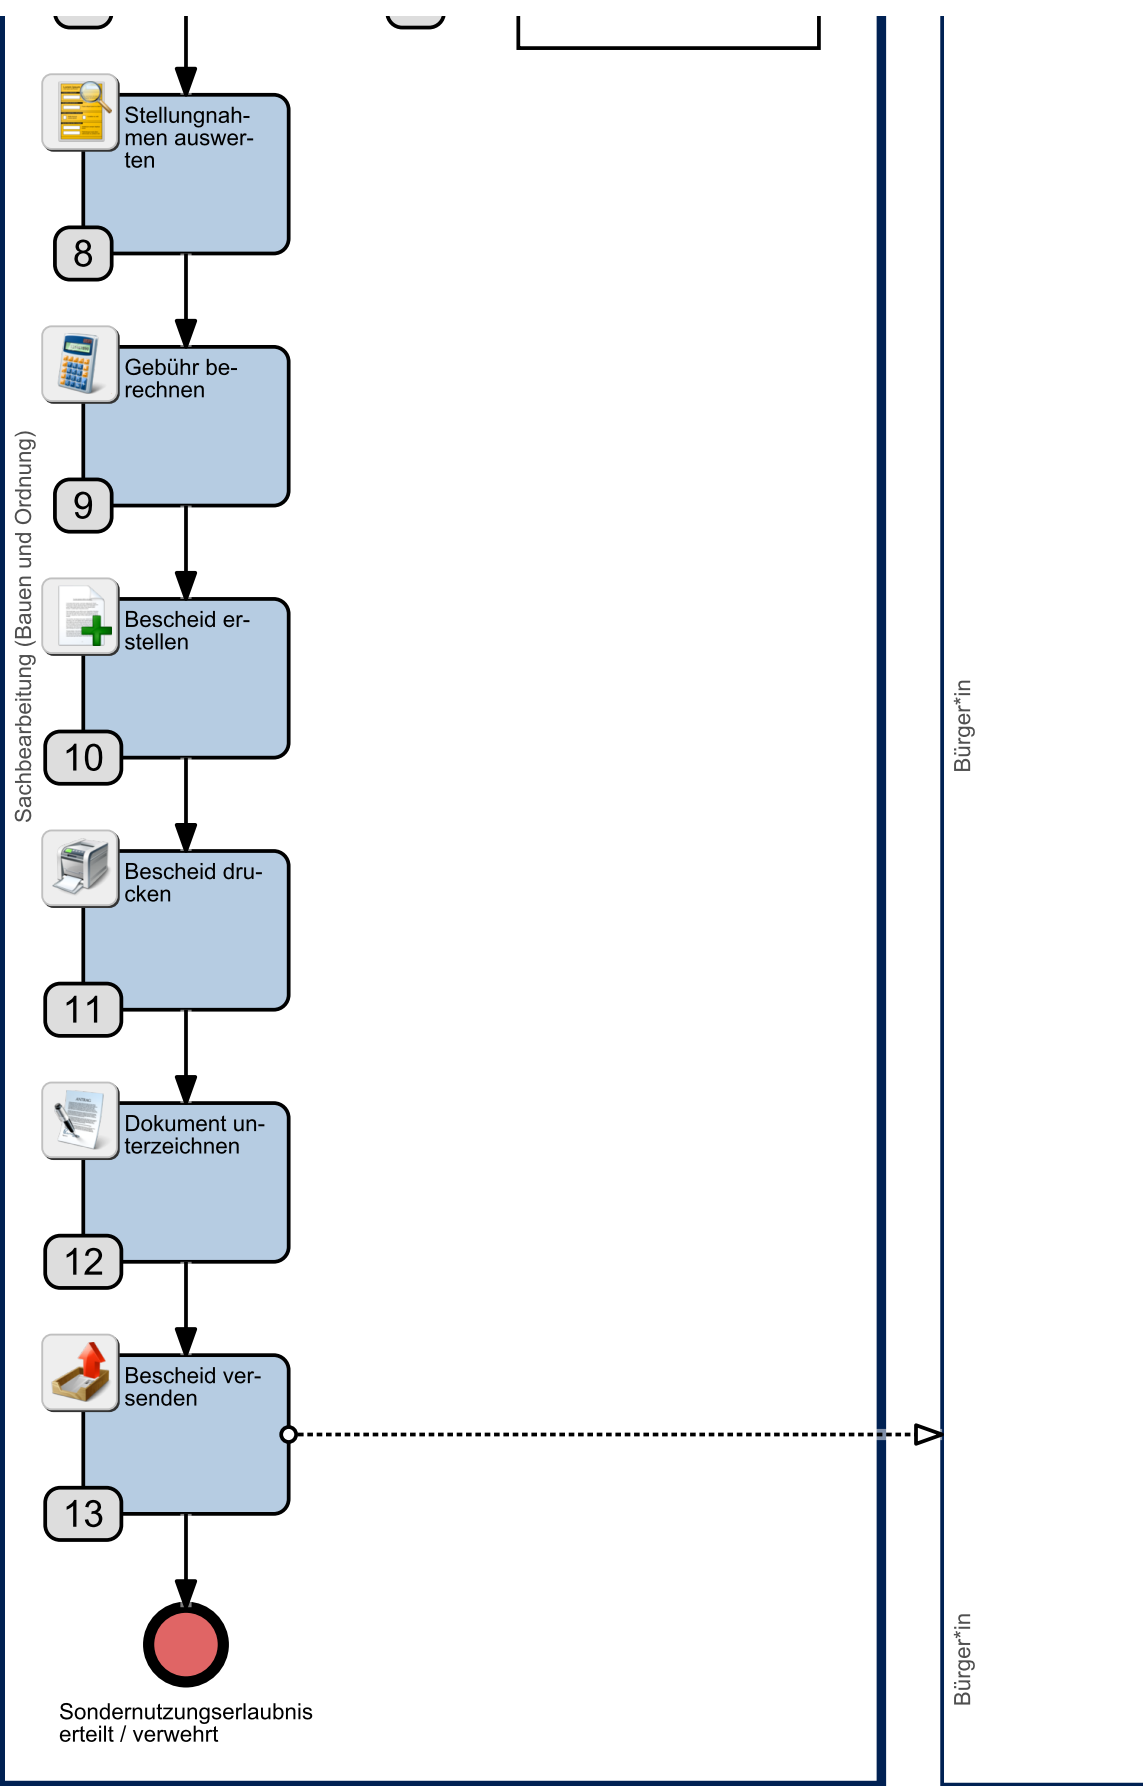 Stellungnah-
men auswer-
ten
8
Gebühr be-
rechnen
9
Sachbearbeitung (Bauen und Ordnung)
Bescheid er-
stellen
10
Bürger*in
Bescheid dru-
cken
11
Dokument un-
terzeichnen
12
Bescheid ver-
senden
13
Bürger*in
Sondernutzungserlaubnis
erteilt / verwehrt